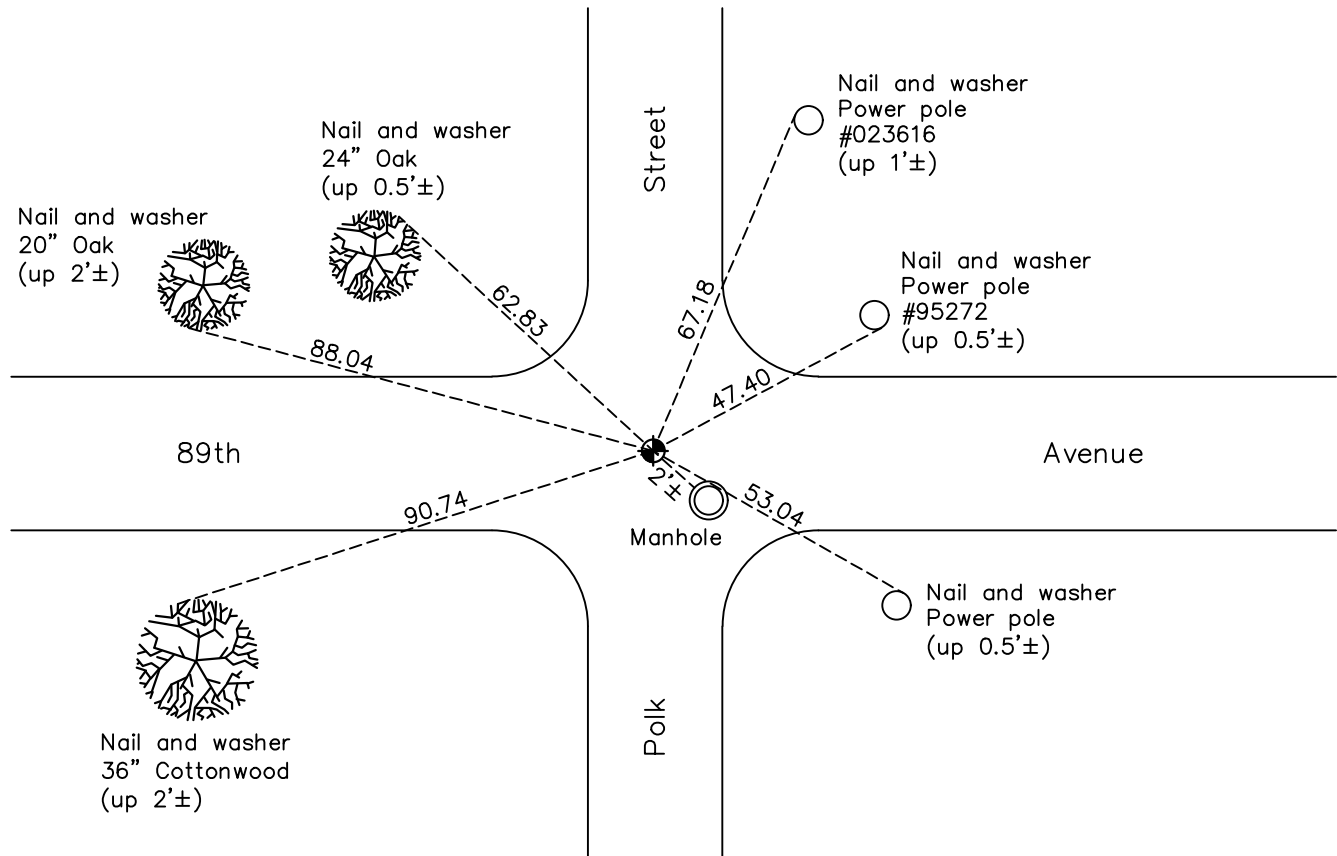 Nail and washer
Power pole
#023616
(up 1'±)
Nail and washer
24" Oak
(up 0.5'±)
Street
Nail and washer
20" Oak
(up 2'±)
Nail and washer
Power pole
#95272
(up 0.5'±)
62.83
67.18
88.04
47.40
89th
Avenue
2'±
90.74
53.04
Manhole
Nail and washer
Power pole
(up 0.5'±)
Polk
Nail and washer
36" Cottonwood
(up 2'±)